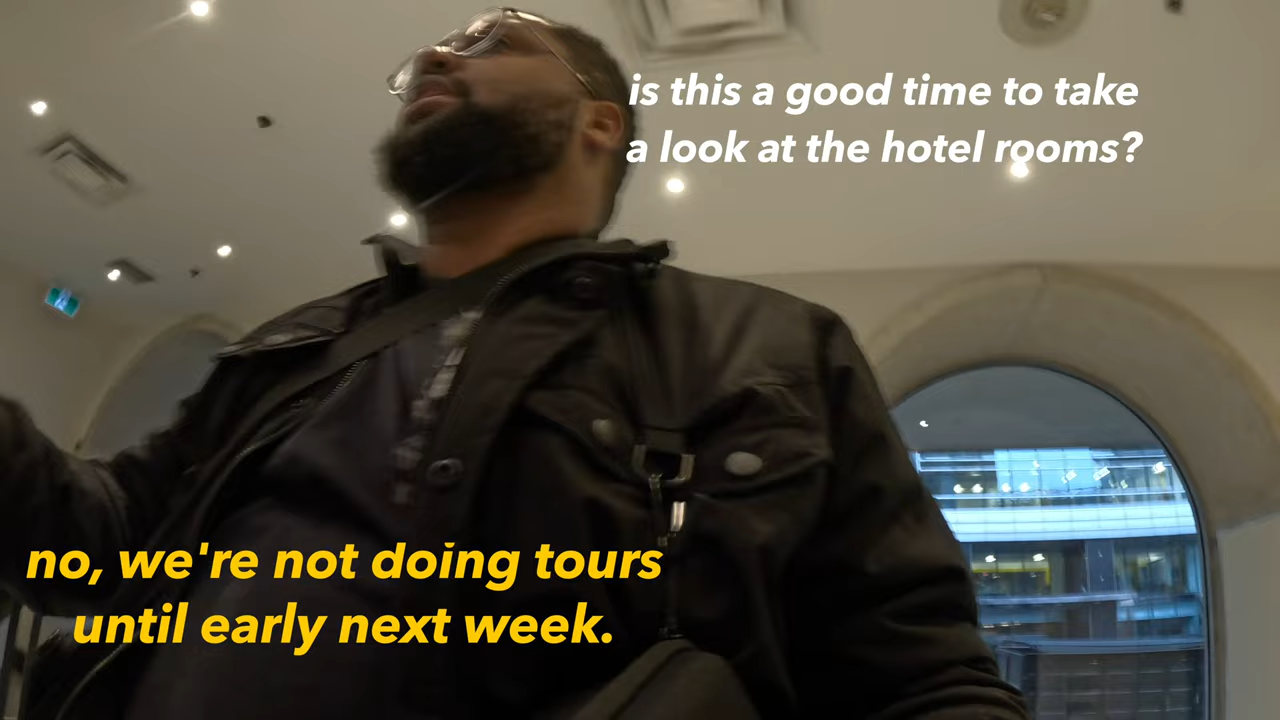 is this a good time to take
a look at the hotel rooms?
no, we're not doing tours
until early next week.